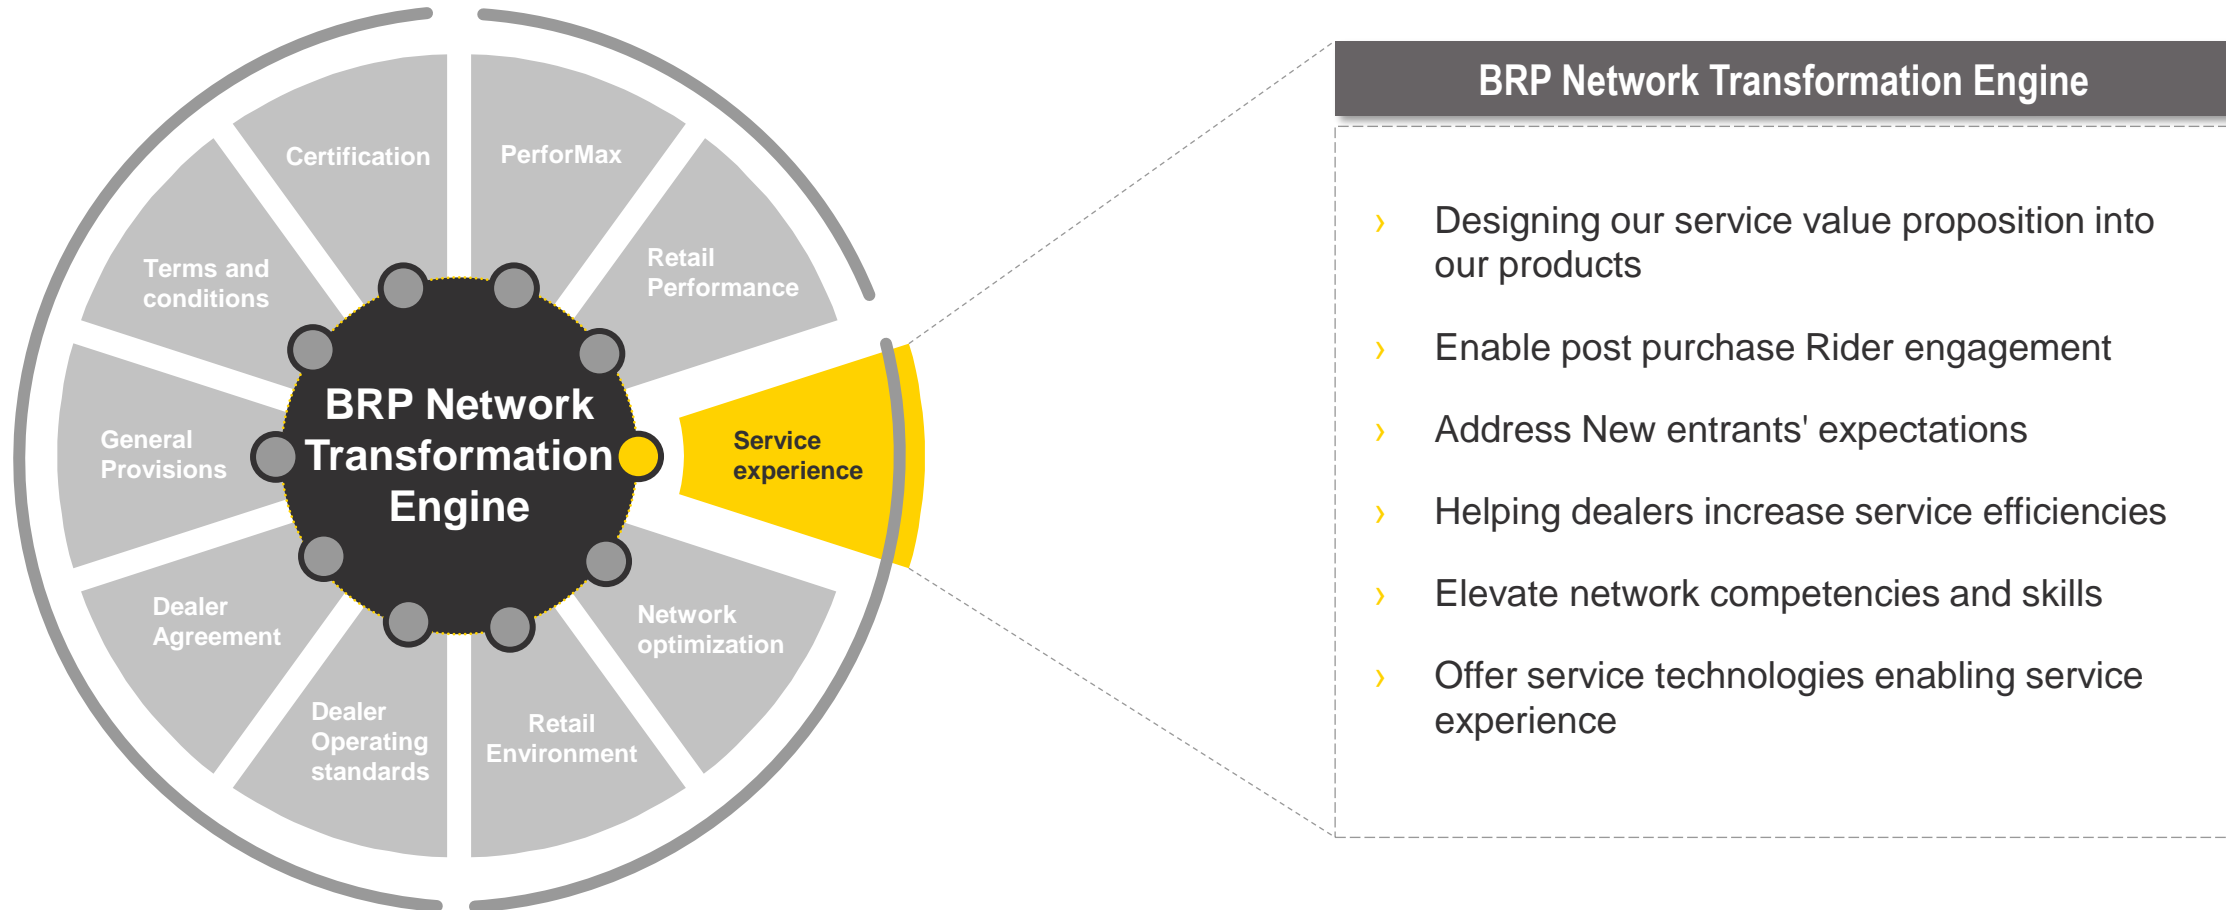 Certification
PerforMax
Terms and
conditions
Retail
Performance
General
Provisions
BRP Network
Transformation
Engine
Service
experience
Dealer
Agreement
Network
optimization
Dealer
Operating
standards
Retail
Environment
BRP Network Transformation Engine
› Designing our service value proposition into
our products
› Enable post purchase Rider engagement
› Address New entrants' expectations
› Helping dealers increase service efficiencies
› Elevate network competencies and skills
› Offer service technologies enabling service
experience